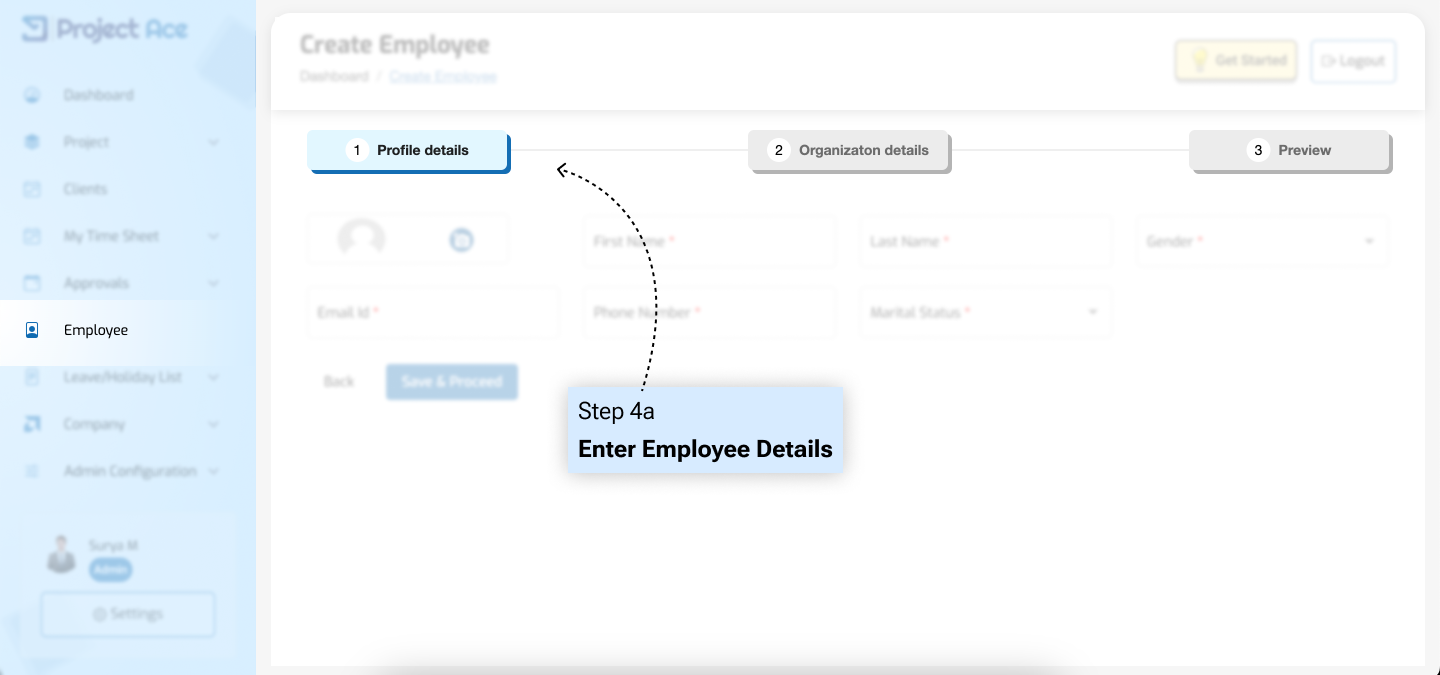 Project Ace
Dashboard
Project
Clients
My Time Sheet
Approvals
Employee
Leave/Holiday List
Company
Admin Configuration
Surya M
Admin
Settings
Create Employee
Dashboard / Create Employee
Get Started
Logout
1 Profile details
2 Organizaton details
3 Preview
First Name *
Last Name *
Gender *
Email Id *
Phone Number *
Marital Status *
Back
Save & Proceed
Step 4a
Enter Employee Details